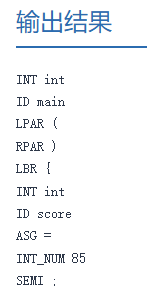 输出结果
INT int
ID main
LPAR (
RPAR )
LBR {
INT int
ID score
ASG =
INT_NUM 85
SEMI ;